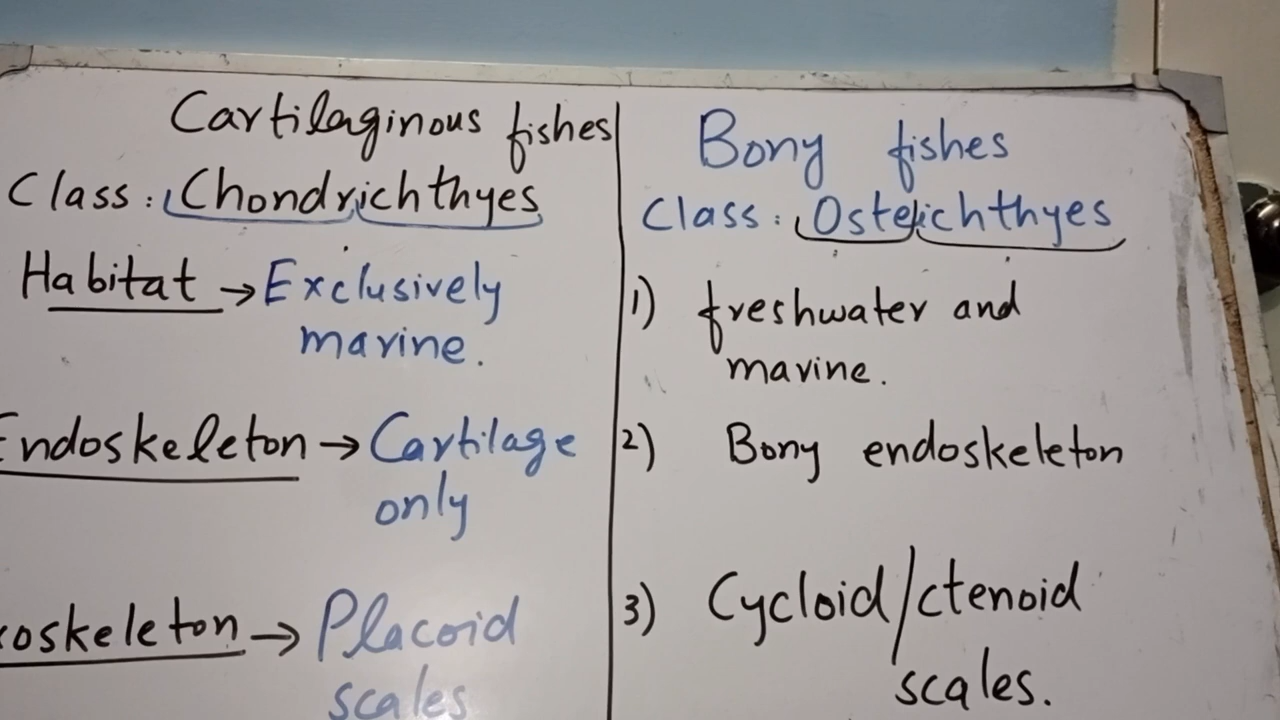 Cartilaginous fishes
Class: Chondrichthyes
Habitat → Exclusively
marine.
Endoskeleton → Cartilage
only
oskeleton → Placoid
scales
Bony fishes
Class: Osteichthyes
1) freshwater and
marine.
2) Bony endoskeleton
3) Cycloid/ctenoid
scales.